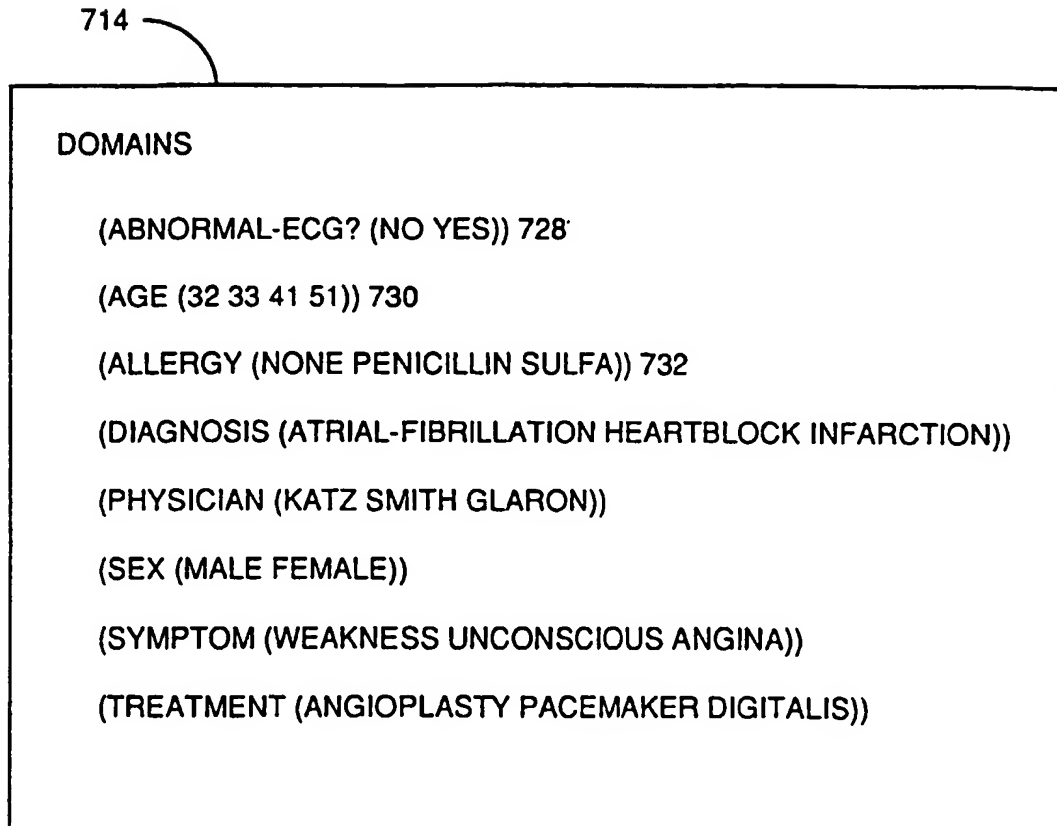 714
DOMAINS
(ABNORMAL-ECG? (NO YES)) 728
(AGE (32 33 41 51)) 730
(ALLERGY (NONE PENICILLIN SULFA)) 732
(DIAGNOSIS (ATRIAL-FIBRILLATION HEARTBLOCK INFARCTION))
(PHYSICIAN (KATZ SMITH GLARON))
(SEX (MALE FEMALE))
(SYMPTOM (WEAKNESS UNCONSCIOUS ANGINA))
(TREATMENT (ANGIOPLASTY PACEMAKER DIGITALIS))